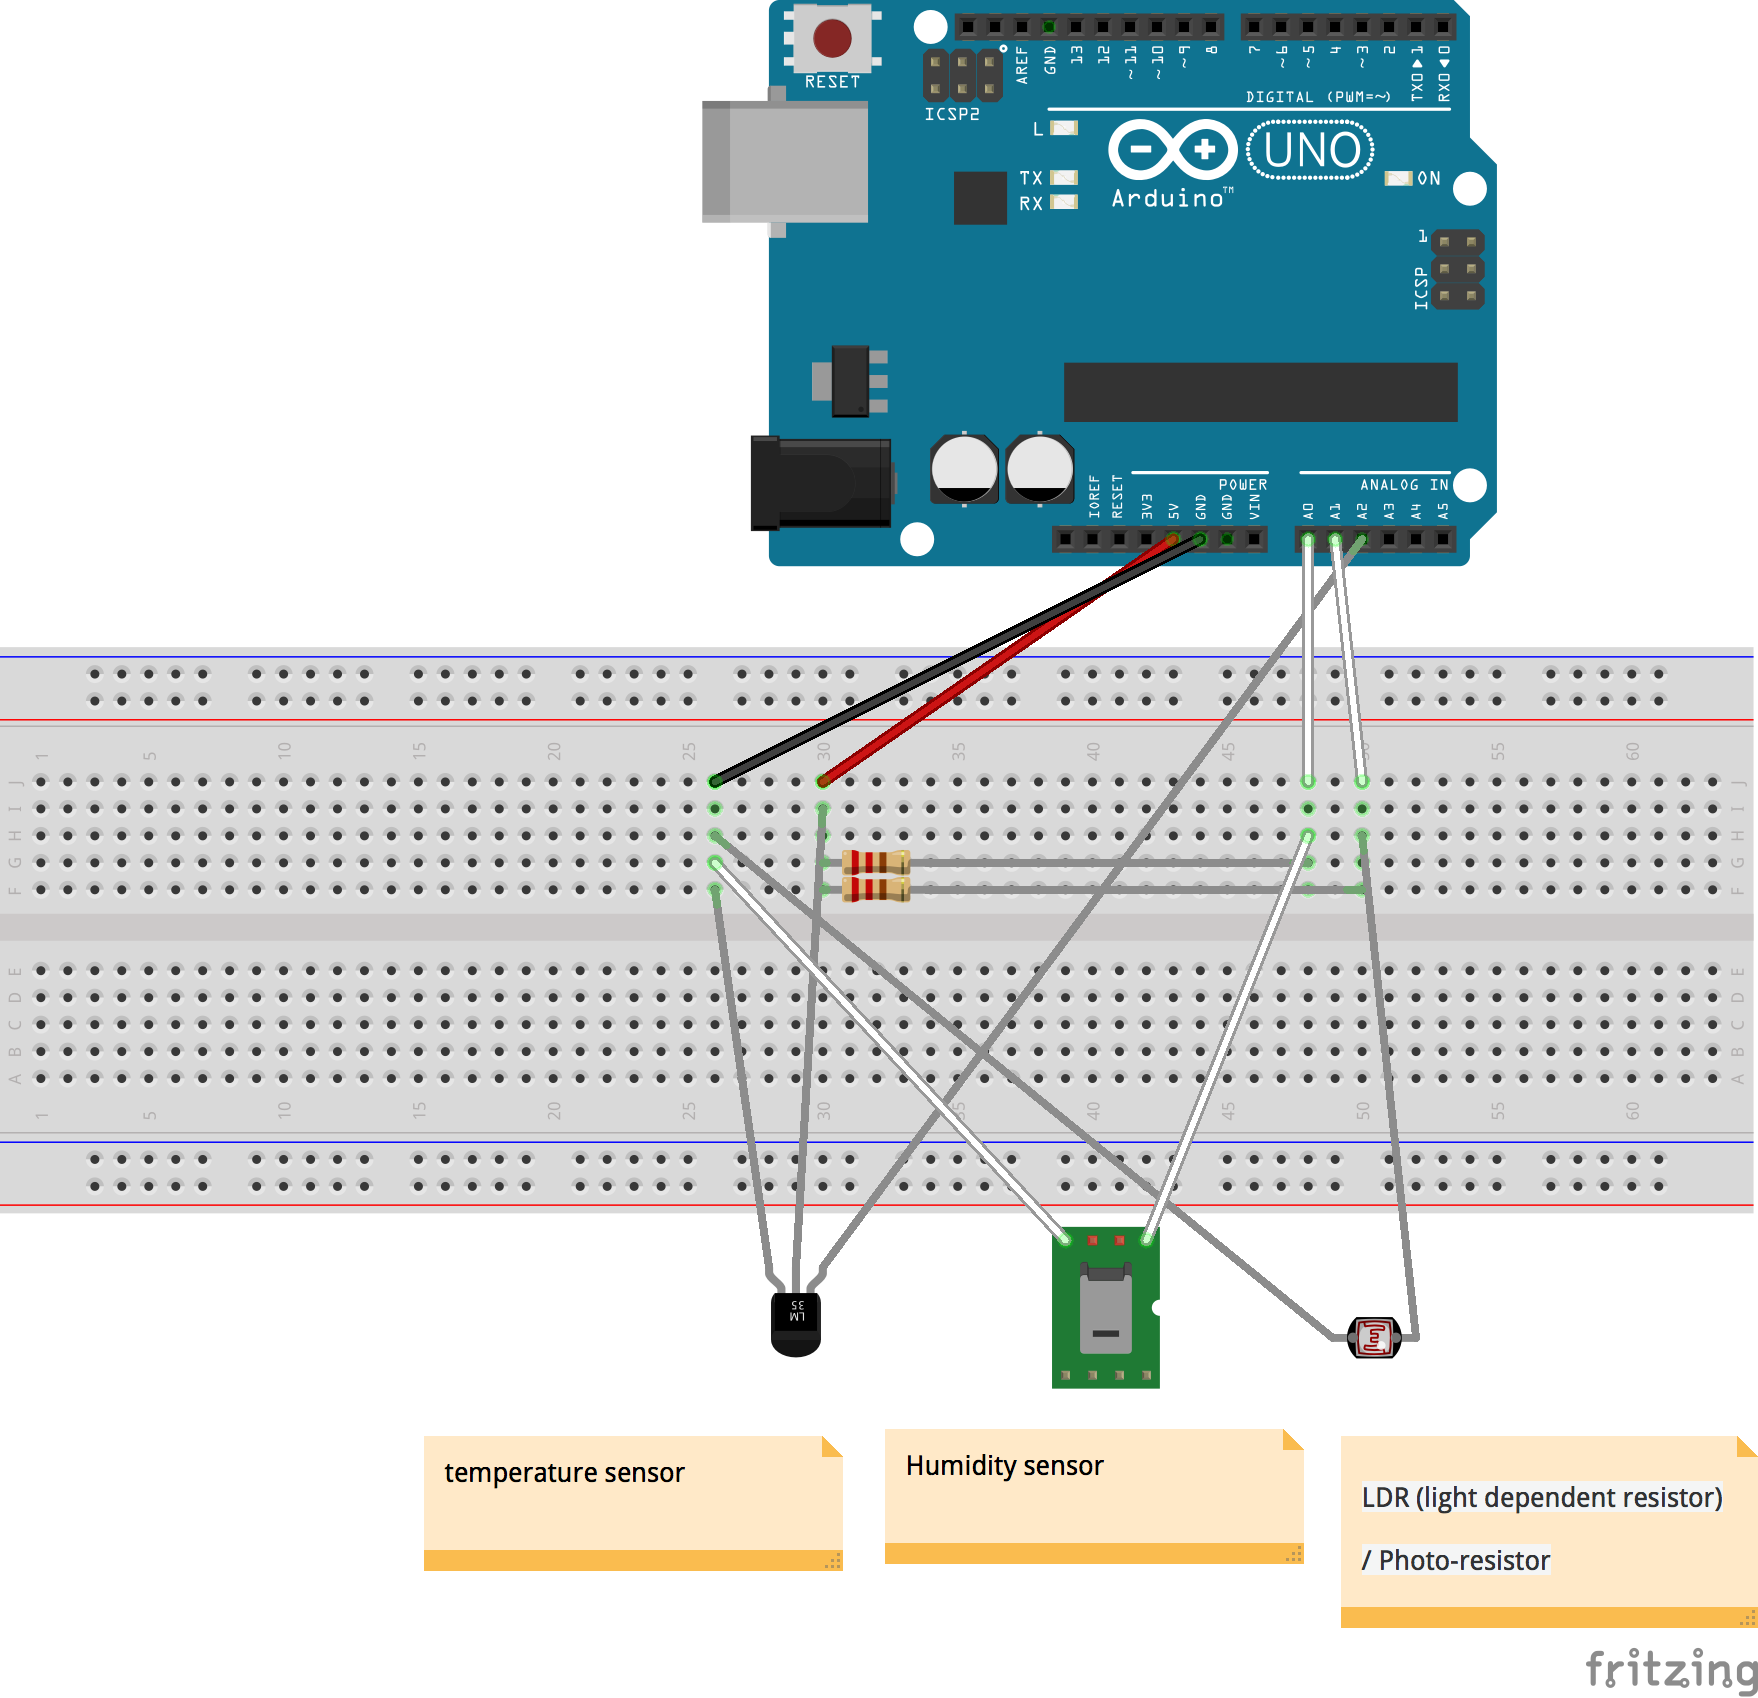 RESET
ICSP2
AREF
GND
13
12
~11
~10
~9
8
7
~6
~5
4
~3
2
TX0▶1
RX0◀0
DIGITAL (PWM=~)
L
TX
RX
Arduino™
UNO
ON
1
ICSP
POWER
ANALOG IN
IOREF
RESET
3V3
5V
GND
GND
VIN
A0
A1
A2
A3
A4
A5
1 5 10 15 20 25 30 35 40 45 50 55 60
J J
I I
H H
G G
F F
E E
D D
C C
B B
A A
1 5 10 15 20 25 30 35 40 45 50 55 60
LM
35
temperature sensor
Humidity sensor
LDR (light dependent resistor)
/ Photo-resistor
fritzing